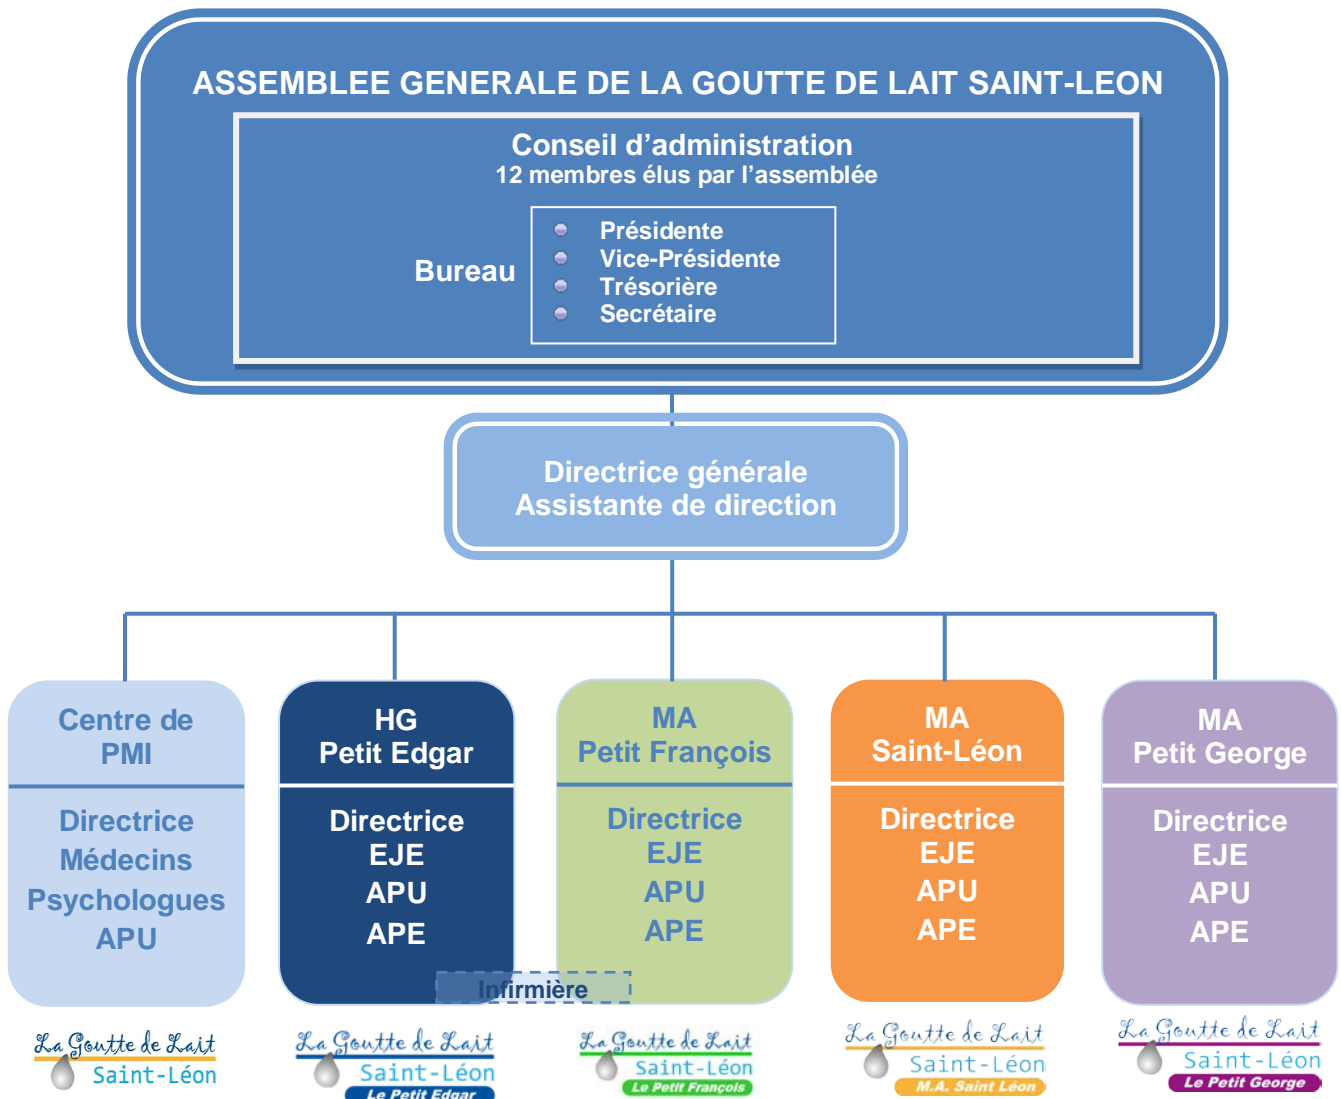 ASSEMBLEE GENERALE DE LA GOUTTE DE LAIT SAINT-LEON
Conseil d’administration
12 membres élus par l’assemblée
Bureau
Présidente
Vice-Présidente
Trésorière
Secrétaire
Directrice générale
Assistante de direction
Centre de
PMI
Directrice
Médecins
Psychologues
APU
HG
Petit Edgar
Directrice
EJE
APU
APE
MA
Petit François
Directrice
EJE
APU
APE
MA
Saint-Léon
Directrice
EJE
APU
APE
MA
Petit George
Directrice
EJE
APU
APE
Infirmière
La Goutte de Lait
Saint-Léon
La Goutte de Lait
Saint-Léon
Le Petit Edgar
La Goutte de Lait
Saint-Léon
Le Petit François
La Goutte de Lait
Saint-Léon
M.A. Saint Léon
La Goutte de Lait
Saint-Léon
Le Petit George